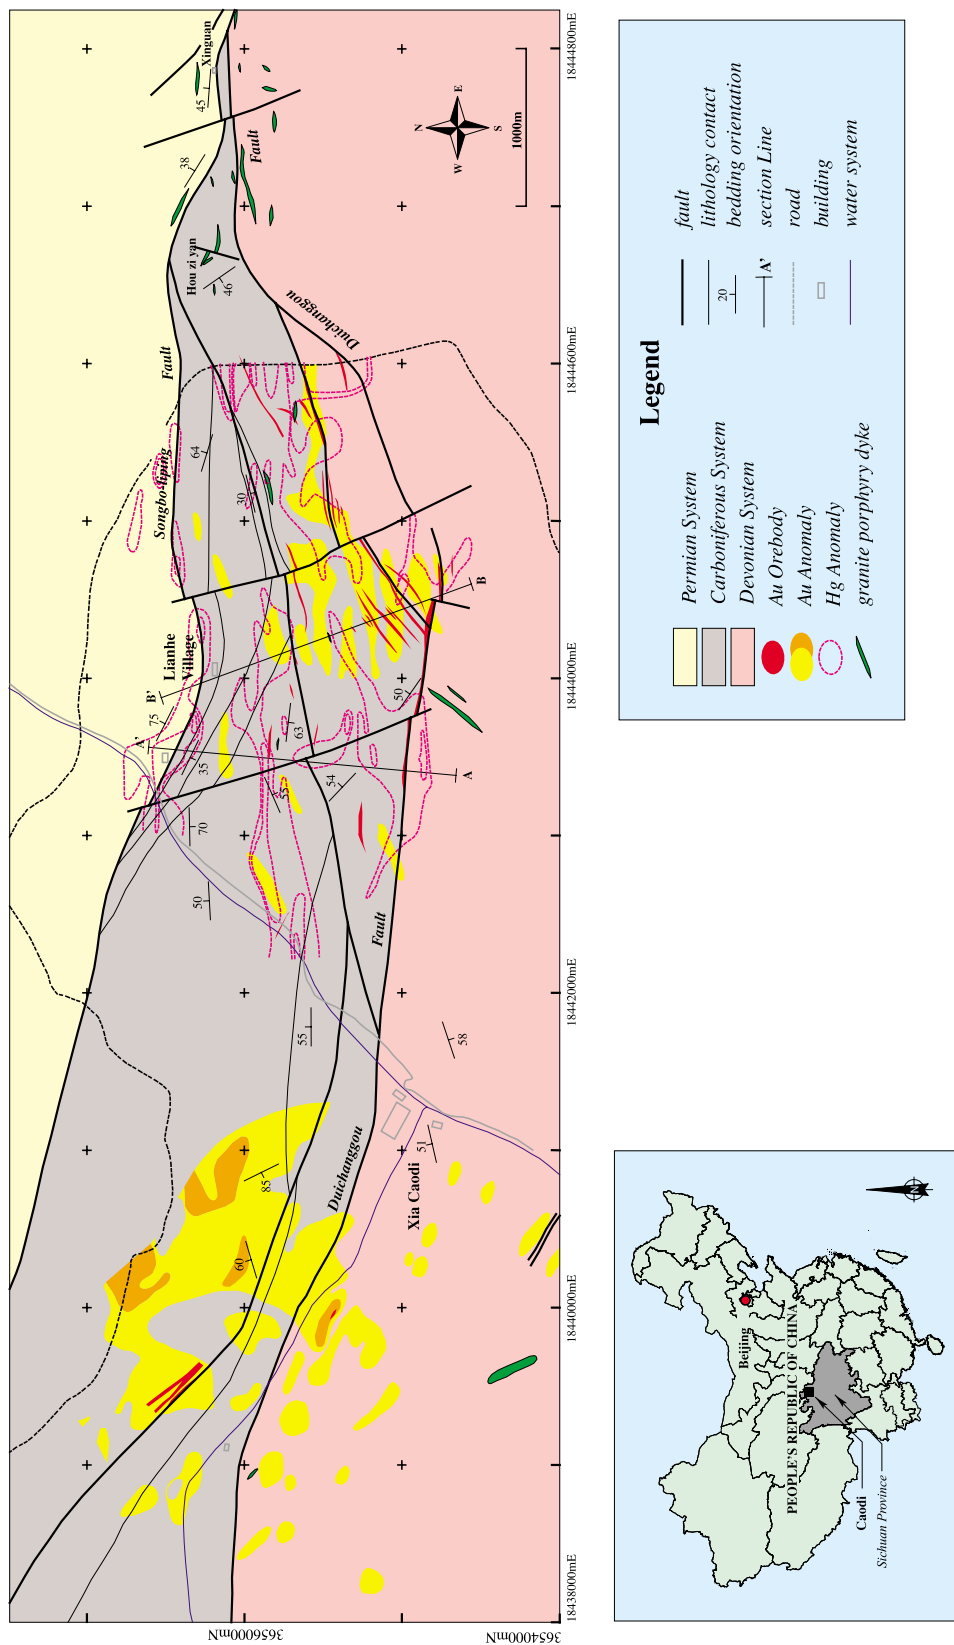 Xinguan
45
38
Fault
Hou zi yan
46
N
E
S
W
1000m
Fault
Songbo-liping
Duichanggou
64
30
Lianhe
Village
B'
B
75
A'
A
35
63
50
55
54
70
50
Fault
55
58
Duichanggou
51
Xia Caodi
85
60
18444800mE
18444600mE
18444000mE
18442000mE
18440000mE
18438000mE
3656000mN
3654000mN
Legend
Permian System
Carboniferous System
Devonian System
Au Orebody
Au Anomaly
Hg Anomaly
granite porphyry dyke
fault
lithology contact
20
bedding orientation
A'
section Line
road
building
water system
Beijing
PEOPLE'S REPUBLIC OF CHINA
Caodi
Sichuan Province